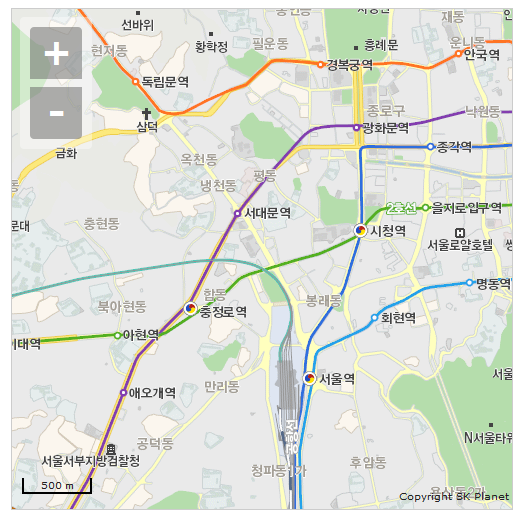 선바위
재동
현저동
황학정
필운동
흥례문
운니동
+
독립문역
경복궁역
안국역
-
삼덕
종로구
낙원동
광화문역
금화
옥천동
종각역
냉천동
평동
서대문역
2호선
을지로입구역
충현동
시청역
서울로얄호텔
쌍
합동
북아현동
봉래동
명동역
충정로역
회현역
아현역
만리동
서울역
애오개역
공덕동
N서울타워
서울서부지방검찰청
청파동1가
후암동
500 m
용산동2가
Copyright SK Planet